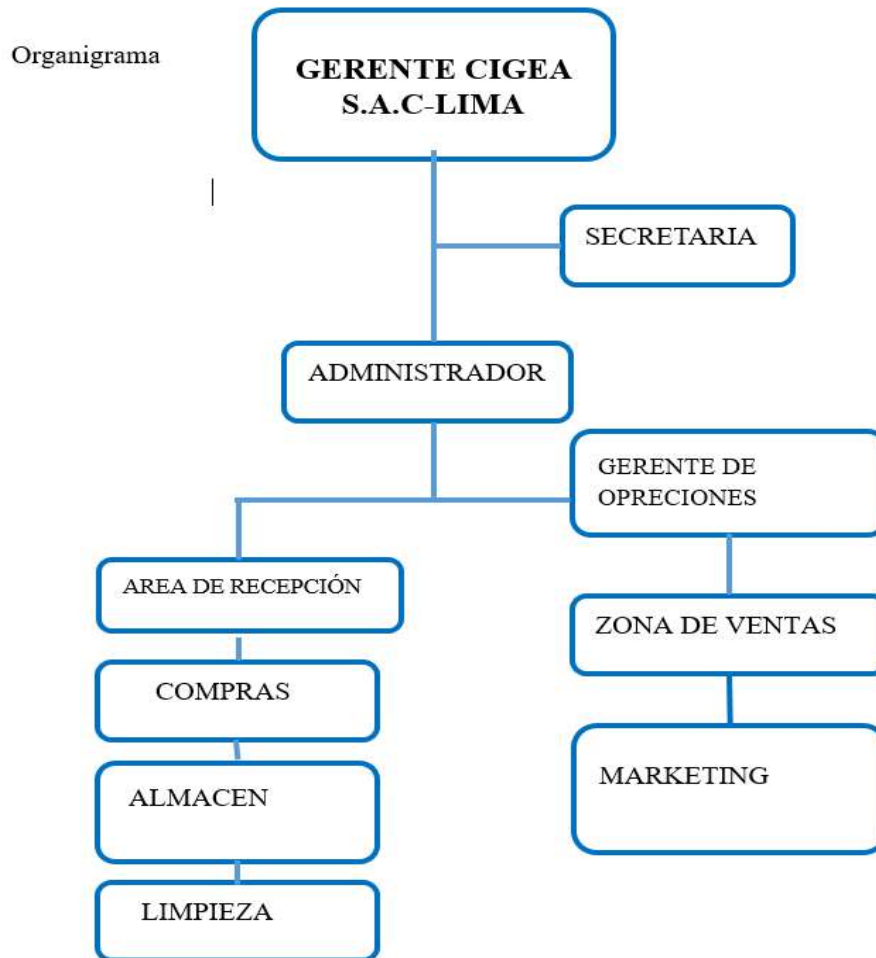 Organigrama
GERENTE CIGEA
S.A.C-LIMA
SECRETARIA
ADMINISTRADOR
GERENTE DE
OPRECIONES
AREA DE RECEPCIÓN
ZONA DE VENTAS
COMPRAS
MARKETING
ALMACEN
LIMPIEZA